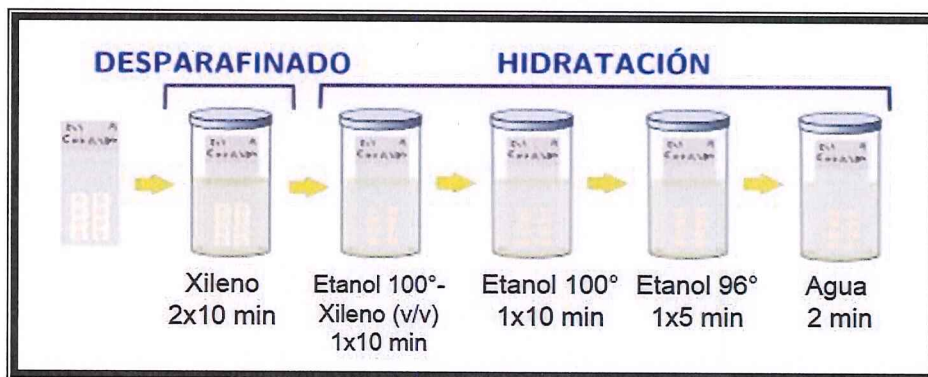 DESPARAFINADO
HIDRATACIÓN
Xileno
2x10 min
Etanol 100°-
Xileno (v/v)
1x10 min
Etanol 100°
1x10 min
Etanol 96°
1x5 min
Agua
2 min